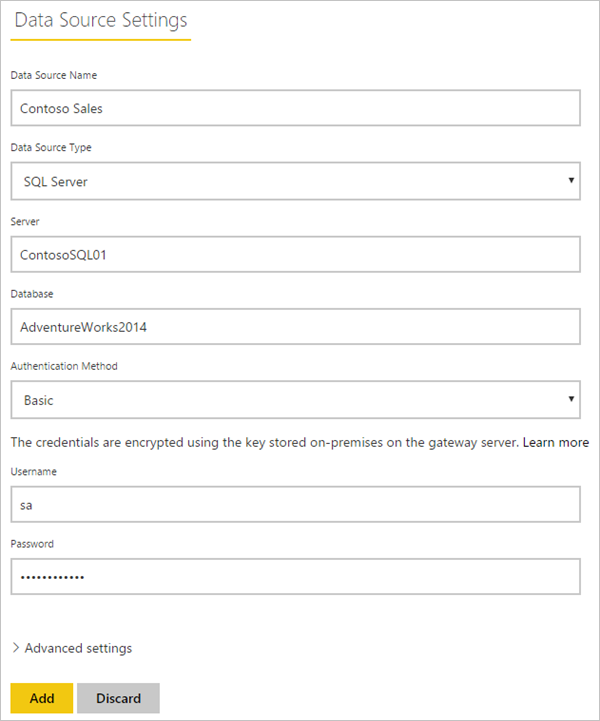 Data Source Settings
Data Source Name
Contoso Sales
Data Source Type
SQL Server
Server
ContosoSQL01
Database
AdventureWorks2014
Authentication Method
Basic
The credentials are encrypted using the key stored on-premises on the gateway server. Learn more
Username
sa
Password
••••••••••••
Advanced settings
Add Discard